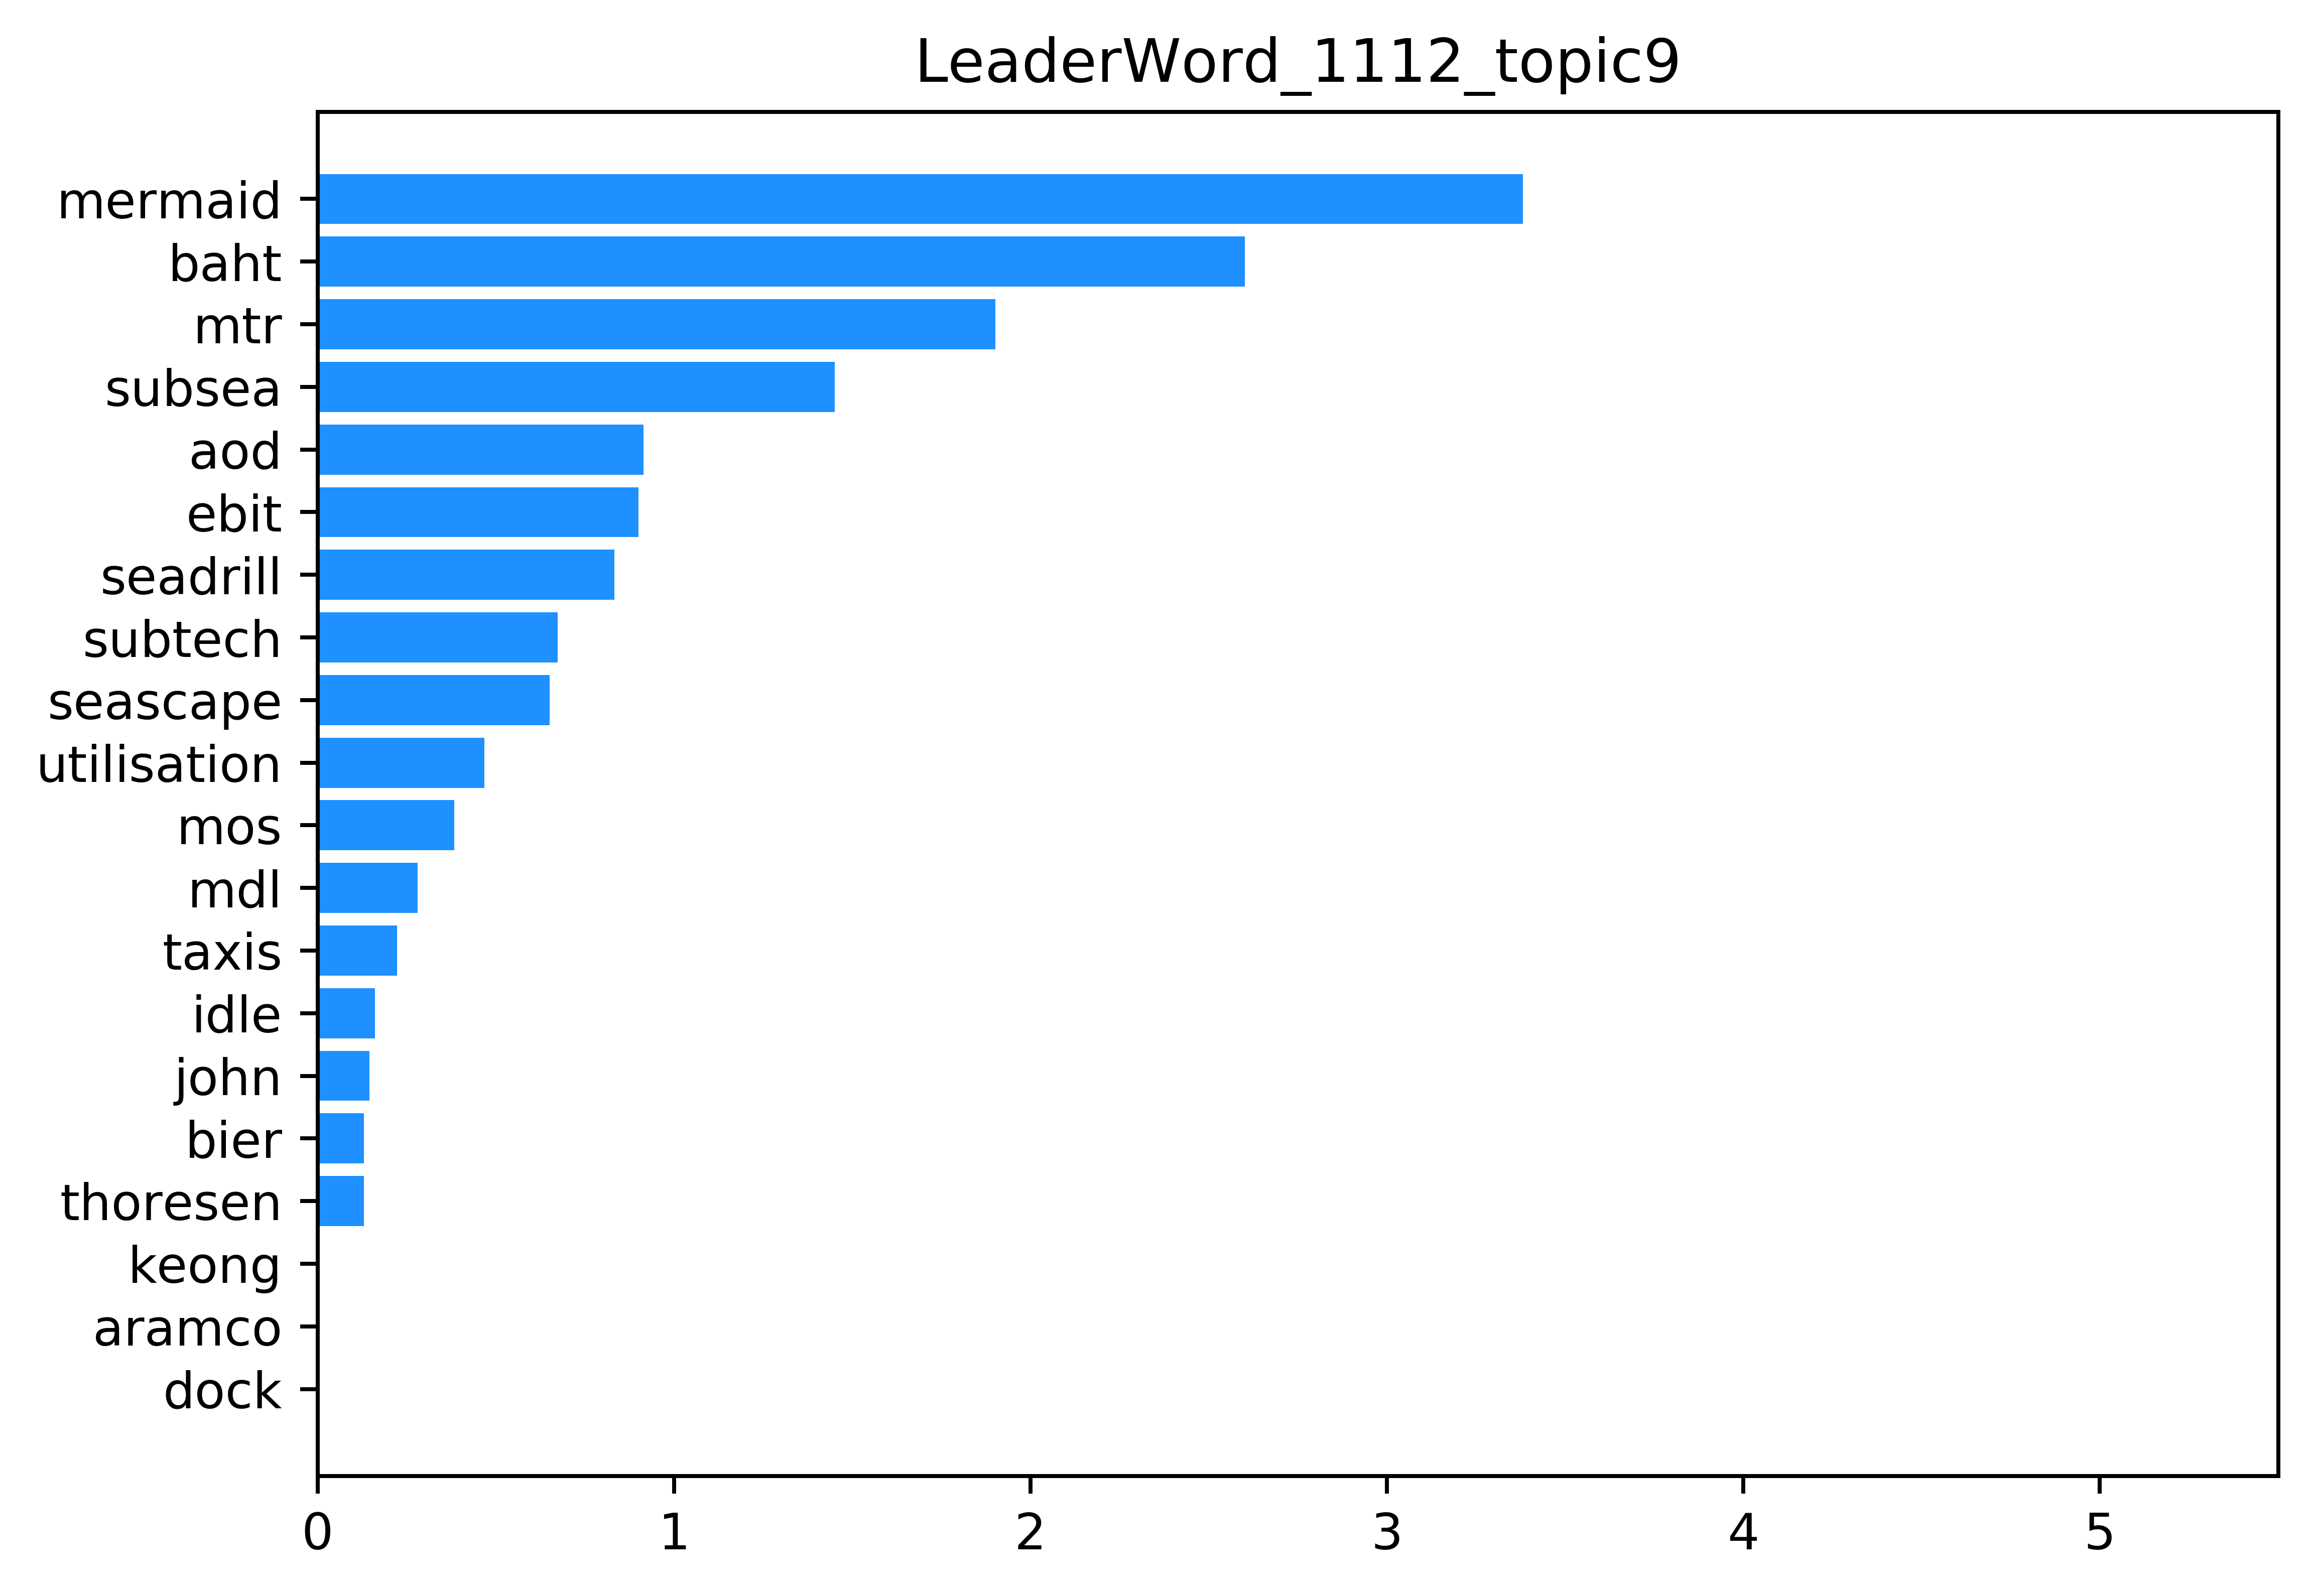 LeaderWord_1112_topic9
mermaid
baht
mtr
subsea
aod
ebit
seadrill
subtech
seascape
utilisation
mos
mdl
taxis
idle
john
bier
thoresen
keong
aramco
dock
0 1 2 3 4 5